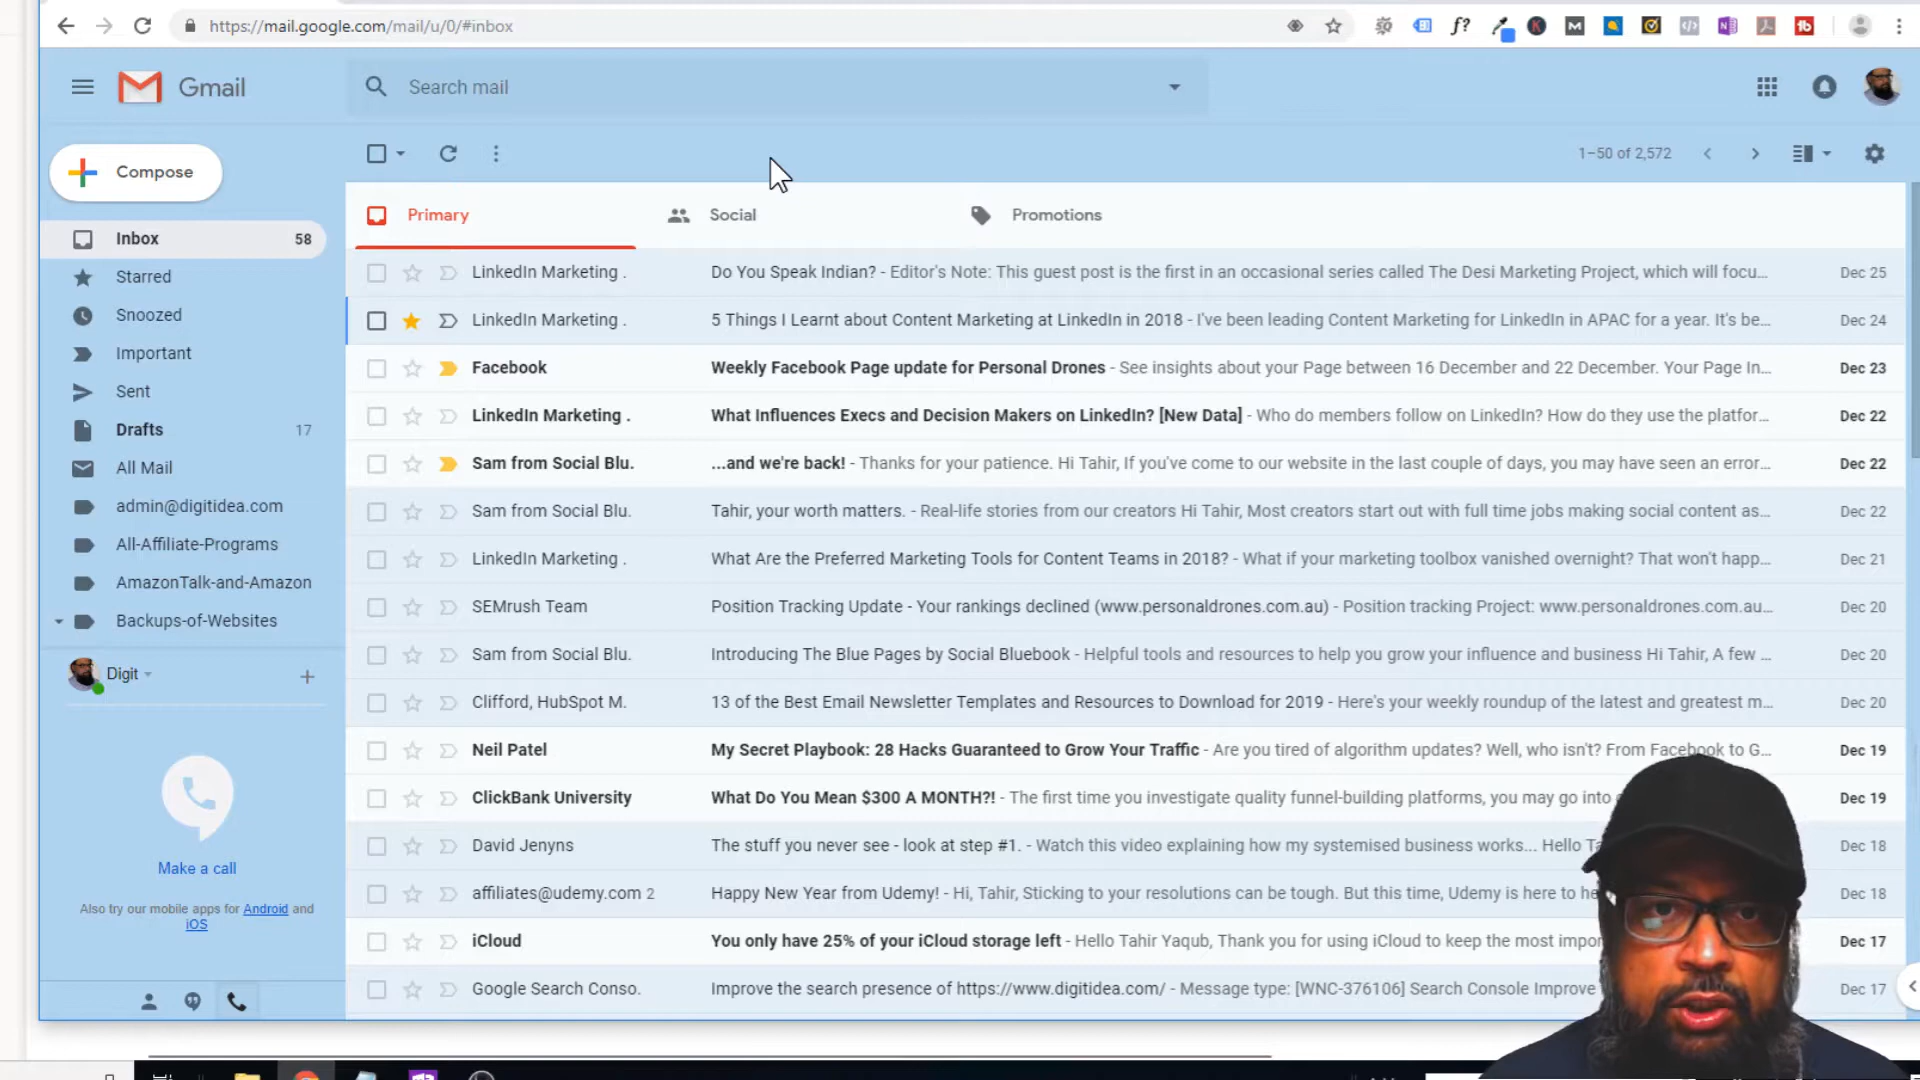 https://mail.google.com/mail/u/0/#inbox
f?
Gmail
Search mail
Compose
1–50 of 2,572
Primary
Social
Promotions
Inbox 58
Starred
Snoozed
Important
Sent
Drafts 17
All Mail
admin@digitidea.com
All-Affiliate-Programs
AmazonTalk-and-Amazon
Backups-of-Websites
Digit
Make a call
Also try our mobile apps for Android and
iOS
LinkedIn Marketing . Do You Speak Indian? - Editor's Note: This guest post is the first in an occasional series called The Desi Marketing Project, which will focu... Dec 25
LinkedIn Marketing . 5 Things I Learnt about Content Marketing at LinkedIn in 2018 - I've been leading Content Marketing for LinkedIn in APAC for a year. It's be... Dec 24
Facebook Weekly Facebook Page update for Personal Drones - See insights about your Page between 16 December and 22 December. Your Page In... Dec 23
LinkedIn Marketing . What Influences Execs and Decision Makers on LinkedIn? [New Data] - Who do members follow on LinkedIn? How do they use the platfor... Dec 22
Sam from Social Blu. ...and we're back! - Thanks for your patience. Hi Tahir, If you've come to our website in the last couple of days, you may have seen an error... Dec 22
Sam from Social Blu. Tahir, your worth matters. - Real-life stories from our creators Hi Tahir, Most creators start out with full time jobs making social content as... Dec 22
LinkedIn Marketing . What Are the Preferred Marketing Tools for Content Teams in 2018? - What if your marketing toolbox vanished overnight? That won't happ... Dec 21
SEMrush Team Position Tracking Update - Your rankings declined (www.personaldrones.com.au) - Position tracking Project: www.personaldrones.com.au... Dec 20
Sam from Social Blu. Introducing The Blue Pages by Social Bluebook - Helpful tools and resources to help you grow your influence and business Hi Tahir, A few ... Dec 20
Clifford, HubSpot M. 13 of the Best Email Newsletter Templates and Resources to Download for 2019 - Here's your weekly roundup of the latest and greatest m... Dec 20
Neil Patel My Secret Playbook: 28 Hacks Guaranteed to Grow Your Traffic - Are you tired of algorithm updates? Well, who isn't? From Facebook to G... Dec 19
ClickBank University What Do You Mean $300 A MONTH?! - The first time you investigate quality funnel-building platforms, you may go into Dec 19
David Jenyns The stuff you never see - look at step #1. - Watch this video explaining how my systemised business works... Hello Dec 18
affiliates@udemy.com 2 Happy New Year from Udemy! - Hi, Tahir, Sticking to your resolutions can be tough. But this time, Udemy is here to Dec 18
iCloud You only have 25% of your iCloud storage left - Hello Tahir Yaqub, Thank you for using iCloud to keep the most Dec 17
Google Search Conso. Improve the search presence of https://www.digitidea.com/ - Message type: [WNC-376106] Search Console Improve Dec 17